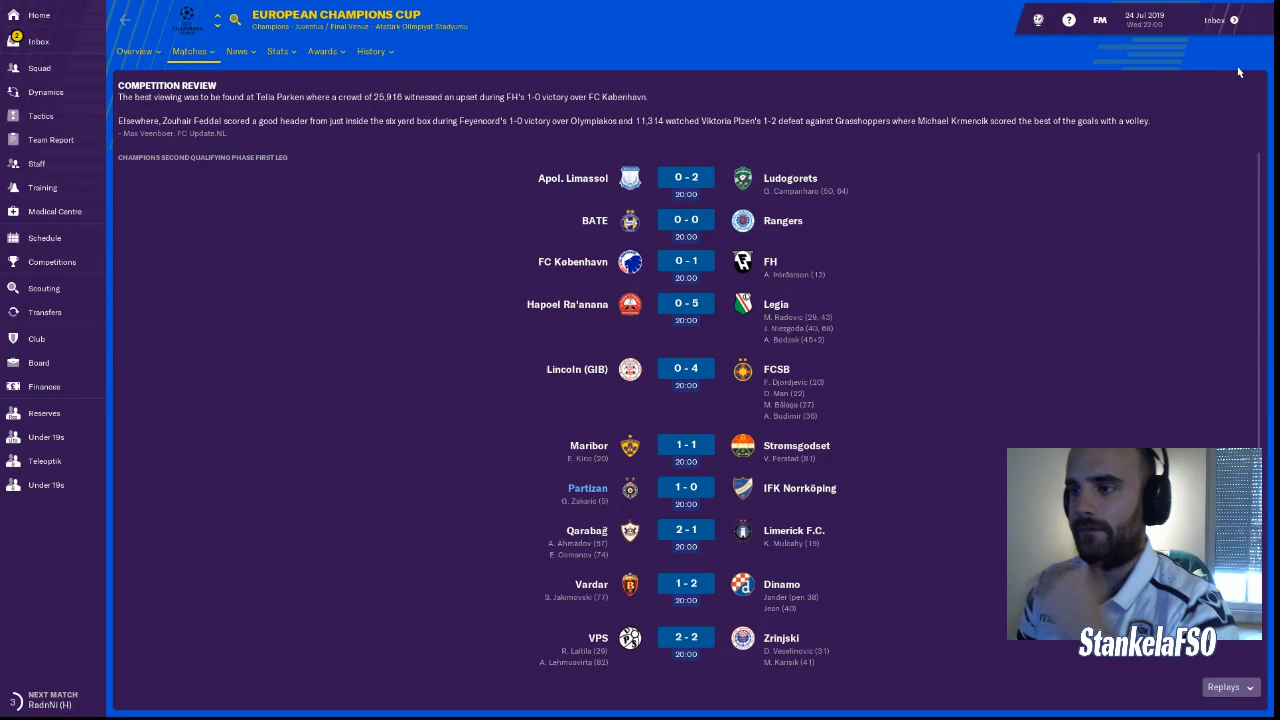 Home
EUROPEAN CHAMPIONS CUP
Champions - Juventus / Final Venue - Atatürk Olimpiyat Stadyumu
24 Jul 2019
Wed 22:00
FM
Inbox
2
Inbox
Overview
Matches
News
Stats
Awards
History
Squad
Dynamics
Tactics
Team Report
Staff
Training
Medical Centre
Schedule
Competitions
Scouting
Transfers
Club
Board
Finances
Reserves
Under 19s
Teleoptik
Under 19s
3
NEXT MATCH
RadnNi (H)
COMPETITION REVIEW
The best viewing was to be found at Telia Parken where a crowd of 25,916 witnessed an upset during FH's 1-0 victory over FC København.
Elsewhere, Zouhair Feddal scored a good header from just inside the six yard box during Feyenoord's 1-0 victory over Olympiakos and 11,314 watched Viktoria Plzen's 1-2 defeat against Grasshoppers where Michael Krmencik scored the best of the goals with a volley.
- Max Veenboer, FC Update.NL
CHAMPIONS SECOND QUALIFYING PHASE FIRST LEG
Apol. Limassol 0 - 2 Ludogorets
20:00 G. Campanharo (50, 64)
BATE 0 - 0 Rangers
20:00
FC København 0 - 1 FH
20:00 A. Þórðarson (12)
Hapoel Ra'anana 0 - 5 Legia
20:00 M. Radovic (29, 43)
J. Niezgoda (40, 68)
A. Bodzek (45+2)
Lincoln (GIB) 0 - 4 FCSB
20:00 F. Djordjevic (20)
D. Man (22)
M. Bălaşa (27)
A. Budimir (36)
Maribor 1 - 1 Strømsgodset
E. Kiric (20) 20:00 V. Ferstad (81)
Partizan 1 - 0 IFK Norrköping
G. Zakaric (5) 20:00
Qarabağ 2 - 1 Limerick F.C.
A. Ahmadov (57) 20:00 K. Mulcahy (19)
E. Osmanov (74)
Vardar 1 - 2 Dinamo
S. Jakimovski (77) 20:00 Jander (pen 38)
Jean (40)
VPS 2 - 2 Zrinjski
R. Laitila (29) 20:00 D. Veselinovic (31)
A. Lehmusvirta (82) M. Karisik (41)
StankelaFSO
Replays